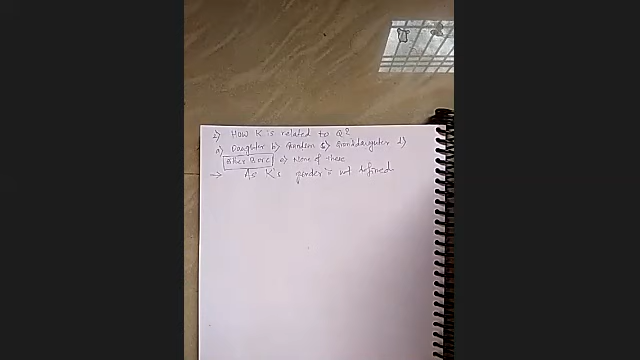 2) How K is related to Q?
a) Daughter b) Grandson c) Granddaughter d)
Either B or C e) None of these
→ As K's gender is not defined